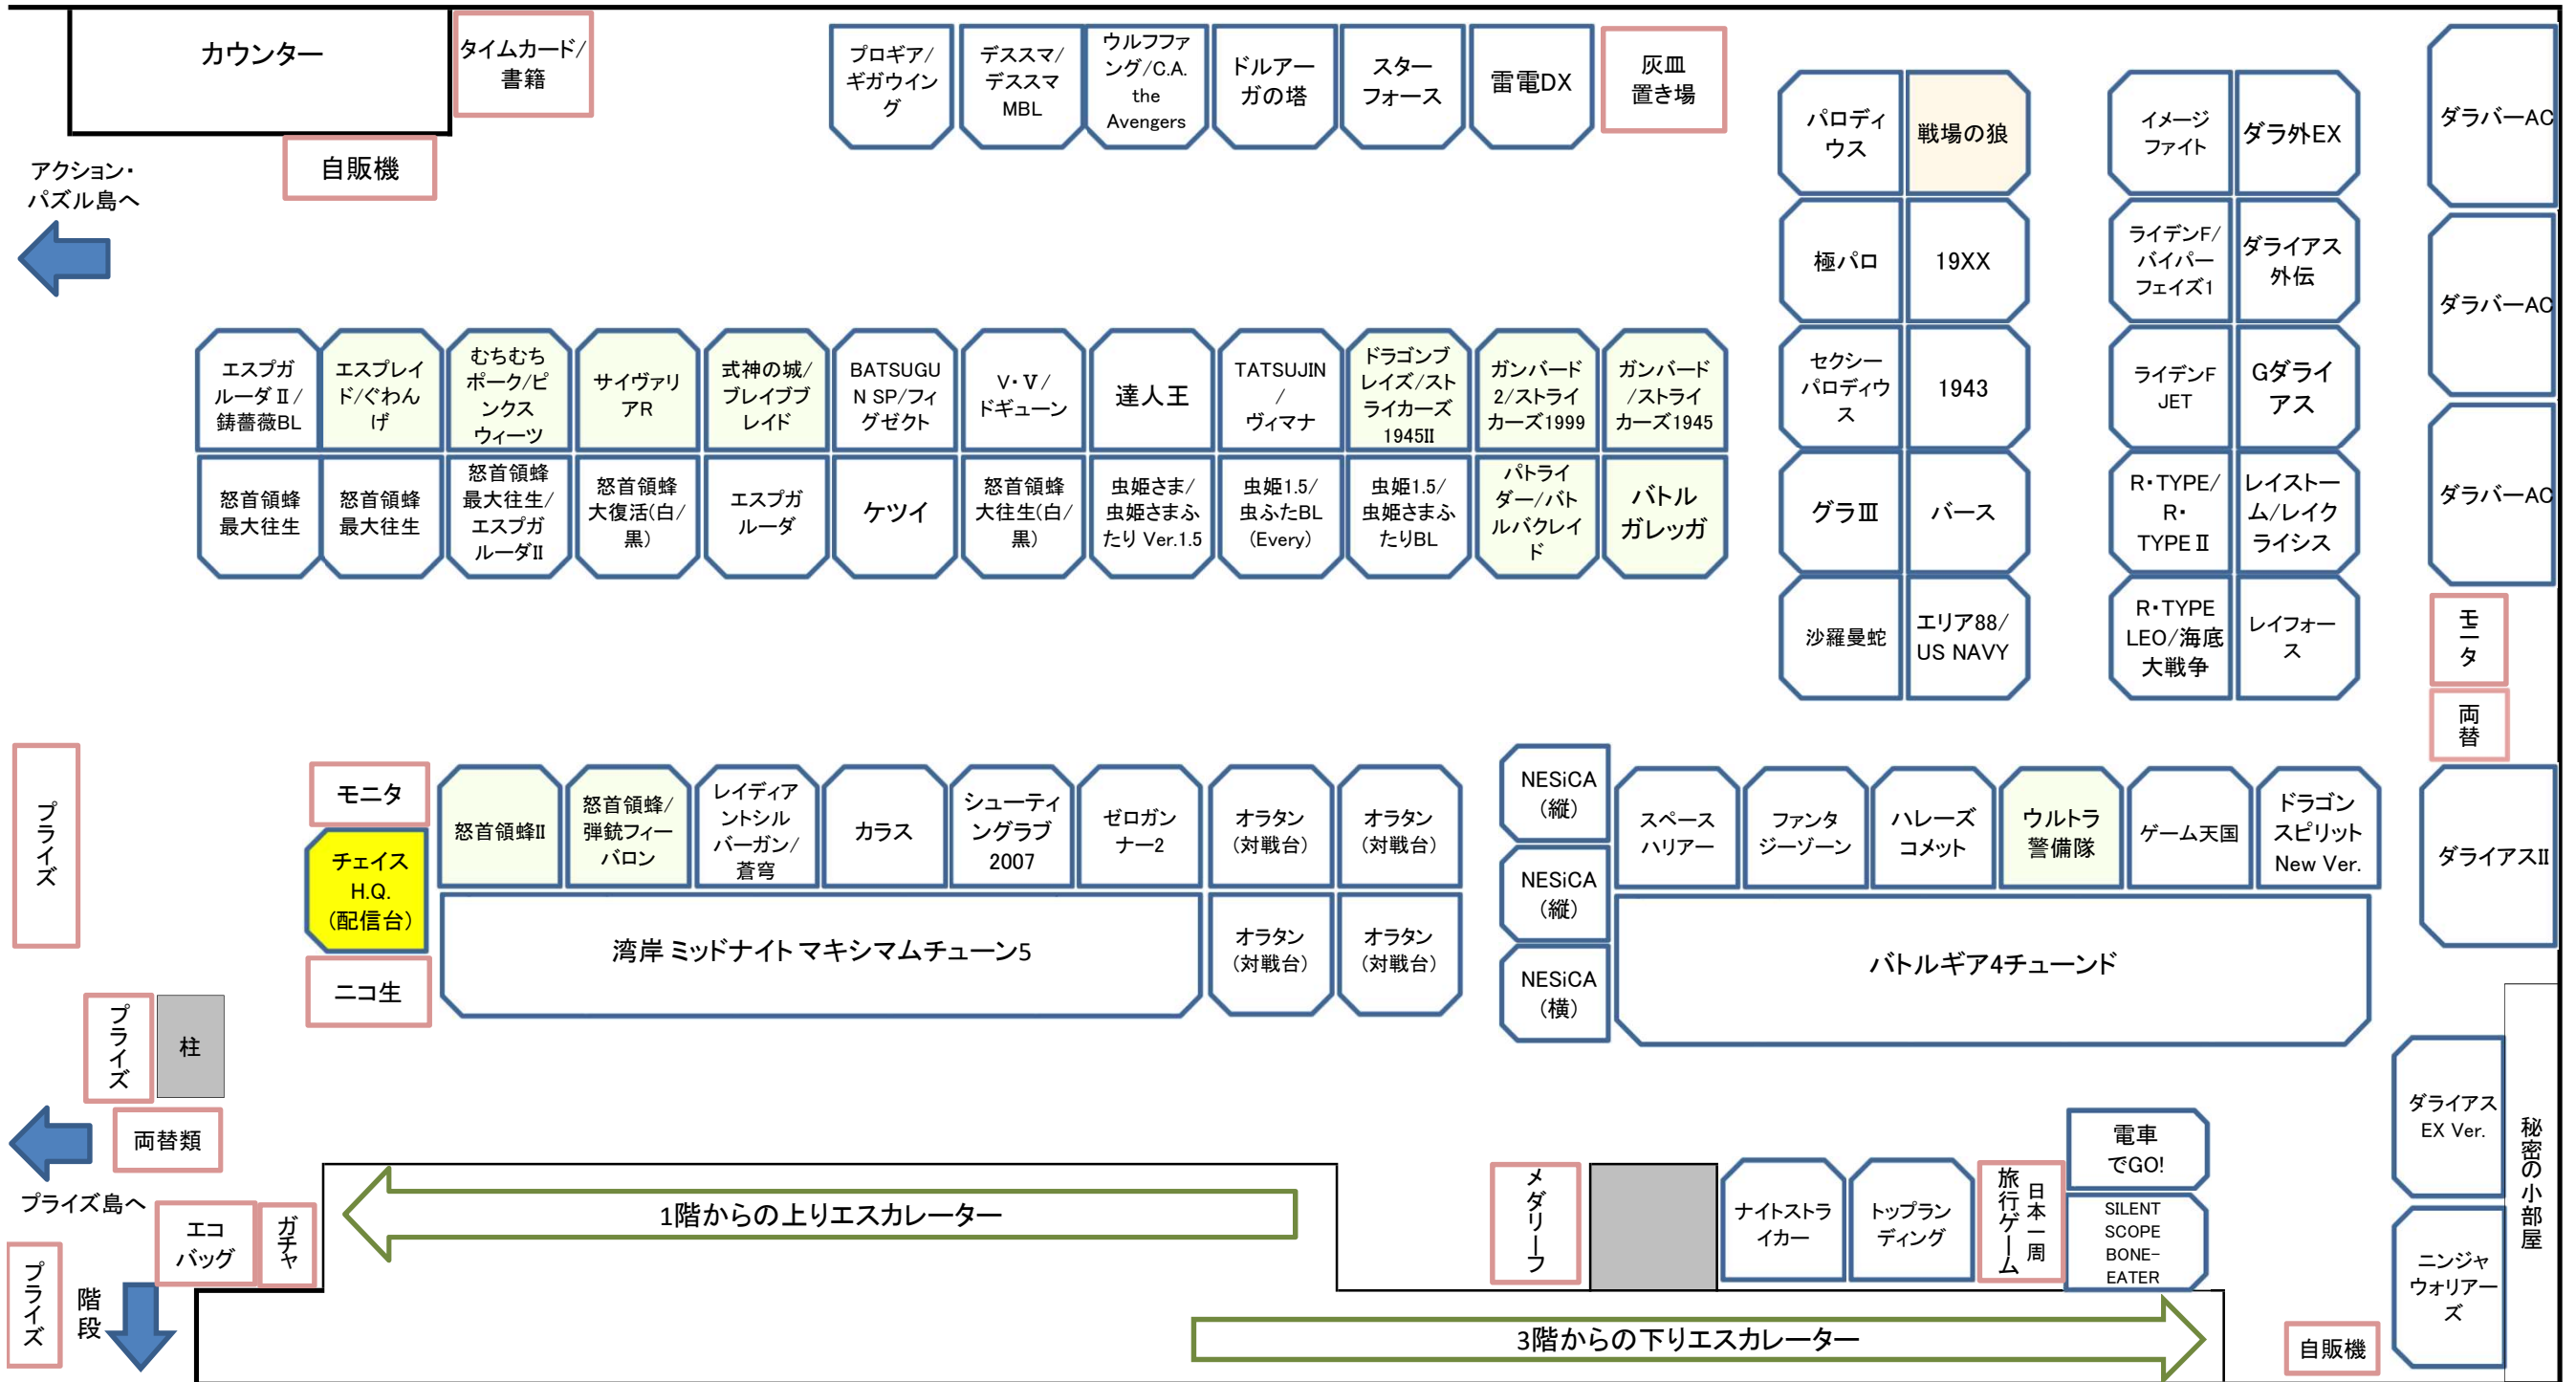 カウンター
タイムカード/
書籍
自販機
アクション・
パズル島へ
プロギア/
ギガウイン
グ
デススマ/
デススマ
MBL
ウルフファ
ング/C.A.
the
Avengers
ドルアー
ガの塔
スター
フォース
雷電DX
灰皿
置き場
パロディ
ウス
戦場の狼
極パロ
19XX
セクシー
パロディウ
ス
1943
グラⅢ
バース
沙羅曼蛇
エリア88/
US NAVY
イメージ
ファイト
ダラ外EX
ライデンF/
バイパー
フェイズ1
ダライアス
外伝
ライデンF
JET
Gダライ
アス
R・TYPE/
R・
TYPEⅡ
レイストー
ム/レイク
ライシス
R・TYPE
LEO/海底
大戦争
レイフォー
ス
ダラバーAC
ダラバーAC
ダラバーAC
モニタ
両替
ダライアスII
エスプガ
ルーダⅡ/
鋳薔薇BL
エスプレイ
ド/ぐわん
げ
むちむち
ポーク/ピ
ンクス
ウィーツ
サイヴァリ
アR
式神の城/
ブレイブブ
レイド
BATSUGU
N SP/フィ
グゼクト
V・V/
ドギューン
達人王
TATSUJIN
/
ヴィマナ
ドラゴンブ
レイズ/スト
ライカーズ
1945II
ガンバード
2/ストライ
カーズ1999
ガンバード
/ストライ
カーズ1945
怒首領蜂
最大往生
怒首領蜂
最大往生
怒首領蜂
最大往生/
エスプガ
ルーダII
怒首領蜂
大復活(白/
黒)
エスプガ
ルーダ
ケツイ
怒首領蜂
大往生(白/
黒)
虫姫さま/
虫姫さまふ
たり Ver.1.5
虫姫1.5/
虫ふたBL
(Every)
虫姫1.5/
虫姫さまふ
たりBL
パトライ
ダー/バト
ルバクレイ
ド
バトル
ガレッガ
プライズ
モニタ
チェイス
H.Q.
(配信台)
ニコ生
怒首領蜂II
怒首領蜂/
弾銃フィー
バロン
レイディア
ントシル
バーガン/
蒼穹
カラス
シューティ
ングラブ
2007
ゼロガン
ナー2
オラタン
(対戦台)
オラタン
(対戦台)
湾岸 ミッドナイト マキシマムチューン5
オラタン
(対戦台)
オラタン
(対戦台)
NESiCA
(縦)
NESiCA
(縦)
NESiCA
(横)
スペース
ハリアー
ファンタ
ジーゾーン
ハレーズ
コメット
ウルトラ
警備隊
ゲーム天国
ドラゴン
スピリット
New Ver.
バトルギア4チューンド
プライズ
柱
両替類
プライズ島へ
エコ
バッグ
ガチャ
プライズ
階段
1階からの上りエスカレーター
3階からの下りエスカレーター
メダリーフ
ナイトストラ
イカー
トップラン
ディング
日本一周
旅行ゲーム
電車
でGO!
SILENT
SCOPE
BONE-
EATER
ダライアス
EX Ver.
ニンジャ
ウォリアー
ズ
秘密の小部屋
自販機